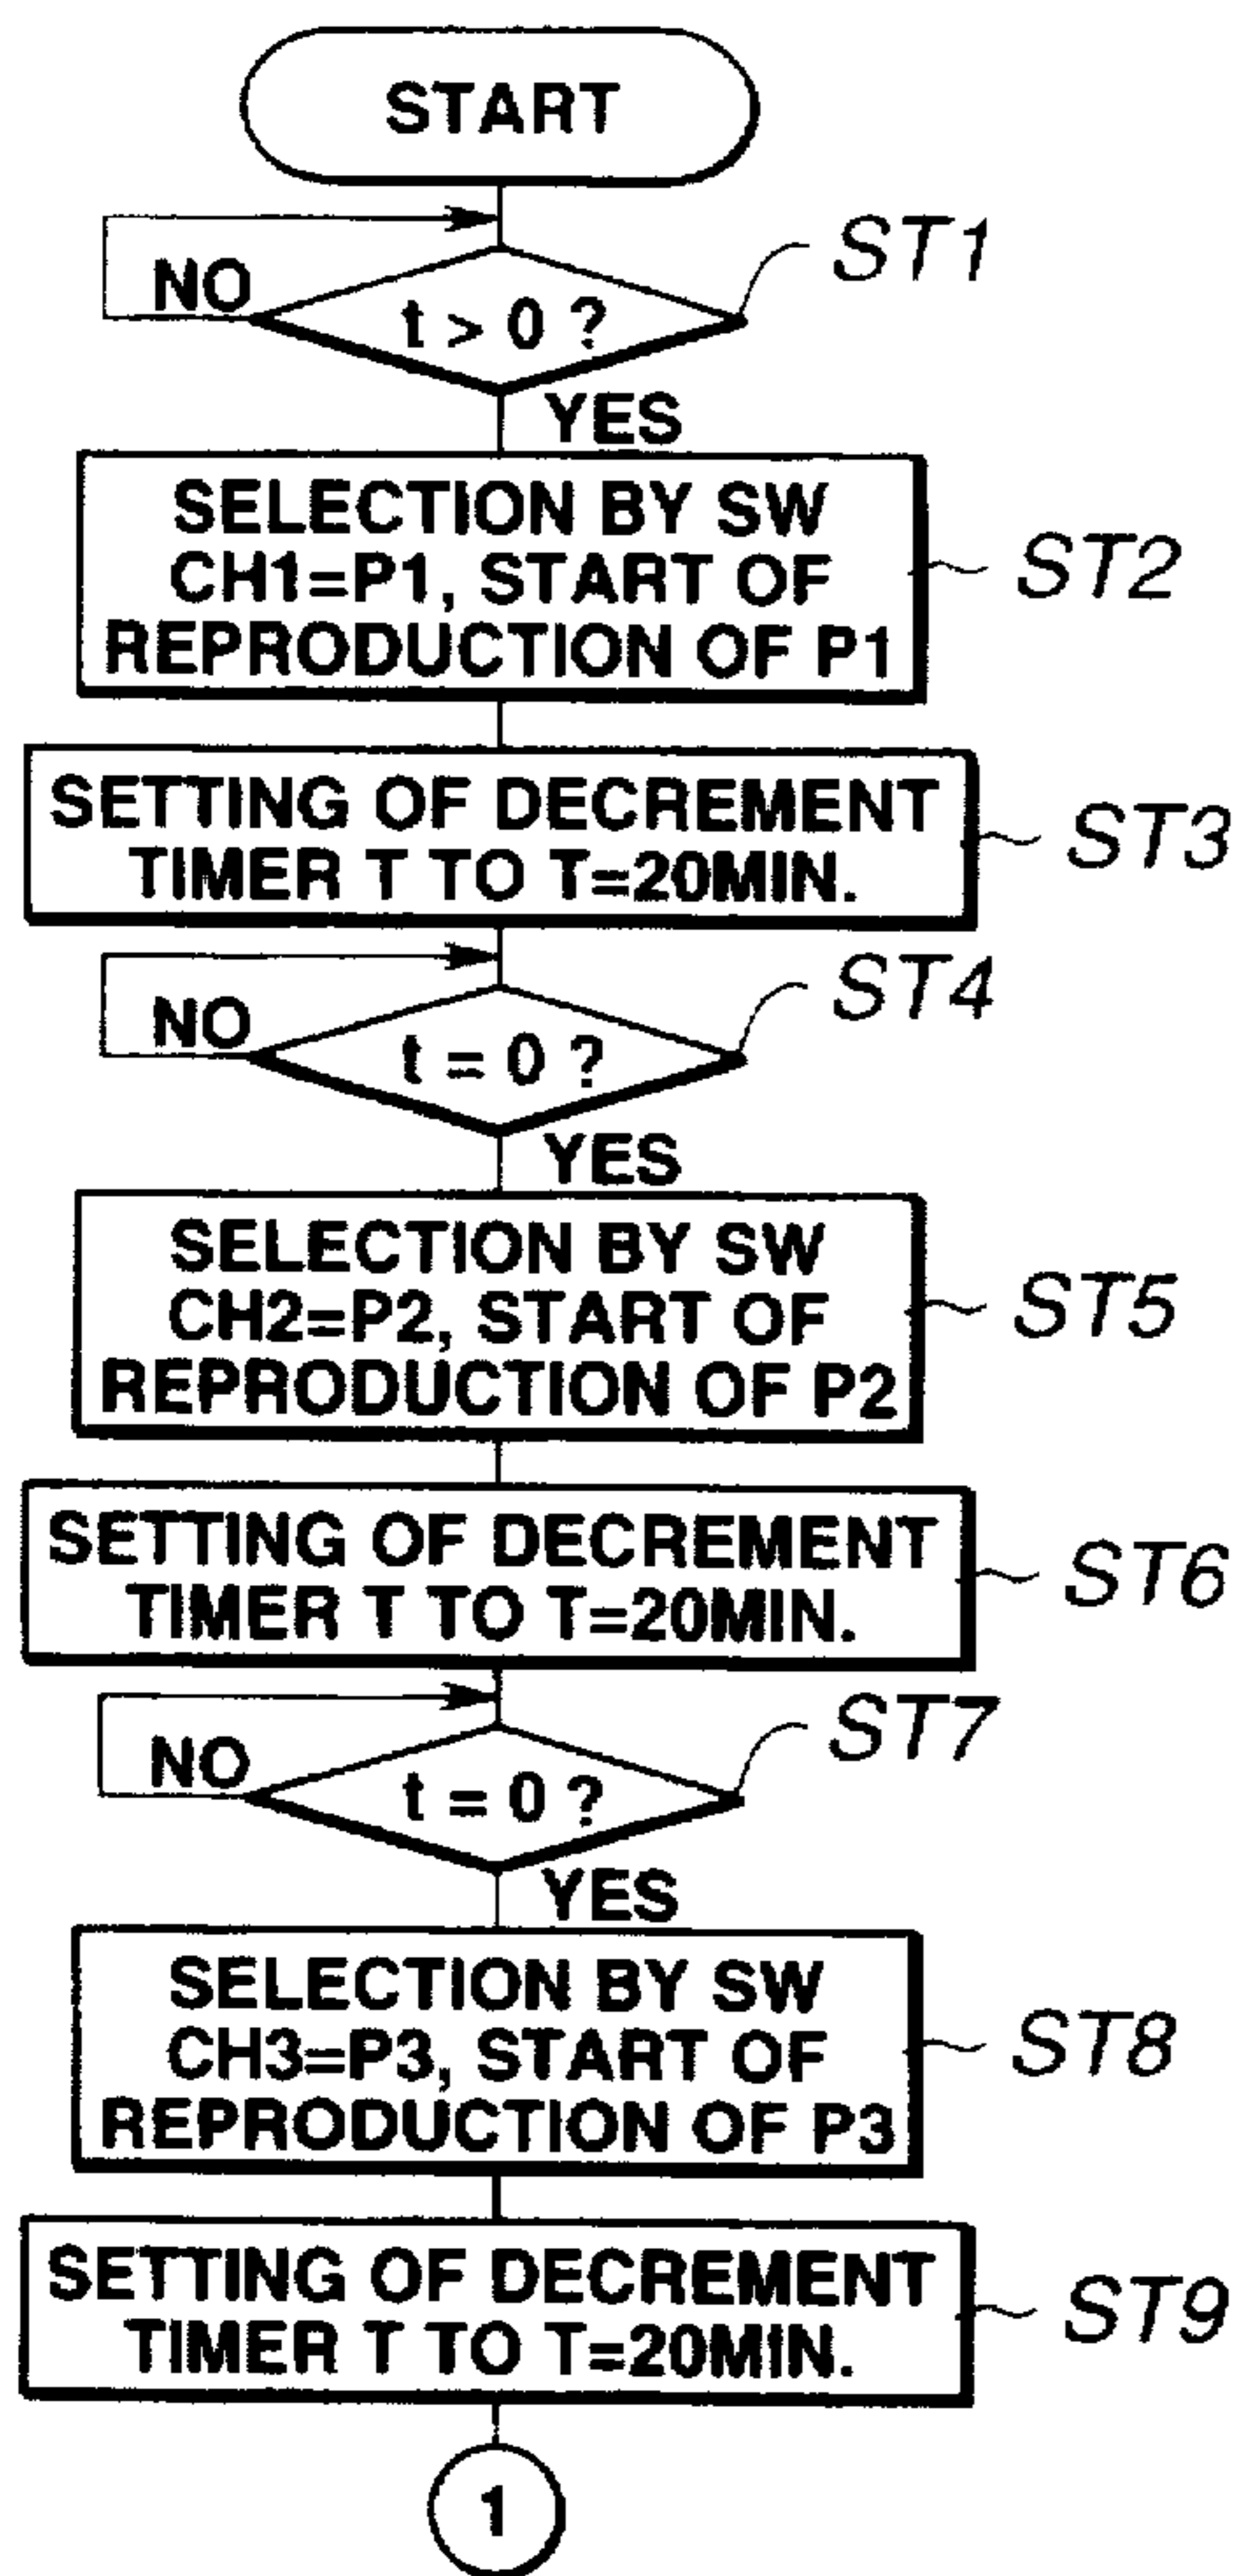 START
ST1
NO
t > 0 ?
YES
SELECTION BY SW
CH1=P1, START OF
REPRODUCTION OF P1
ST2
SETTING OF DECREMENT
TIMER T TO T=20MIN.
ST3
ST4
NO
t = 0 ?
YES
SELECTION BY SW
CH2=P2, START OF
REPRODUCTION OF P2
ST5
SETTING OF DECREMENT
TIMER T TO T=20MIN.
ST6
ST7
NO
t = 0 ?
YES
SELECTION BY SW
CH3=P3, START OF
REPRODUCTION OF P3
ST8
SETTING OF DECREMENT
TIMER T TO T=20MIN.
ST9
1